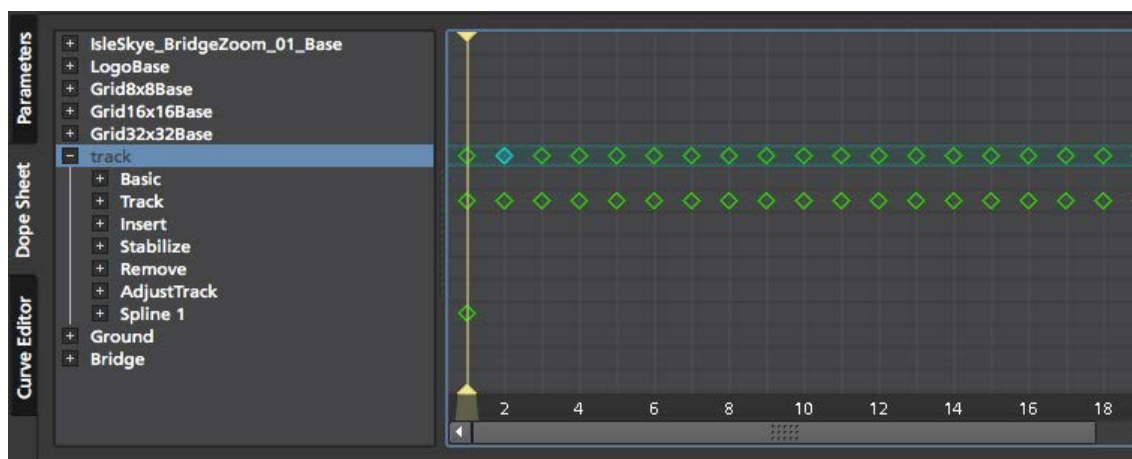 Parameters
Dope Sheet
Curve Editor
IsleSkye_BridgeZoom_01_Base
LogoBase
Grid8x8Base
Grid16x16Base
Grid32x32Base
track
Basic
Track
Insert
Stabilize
Remove
AdjustTrack
Spline 1
Ground
Bridge
2 4 6 8 10 12 14 16 18